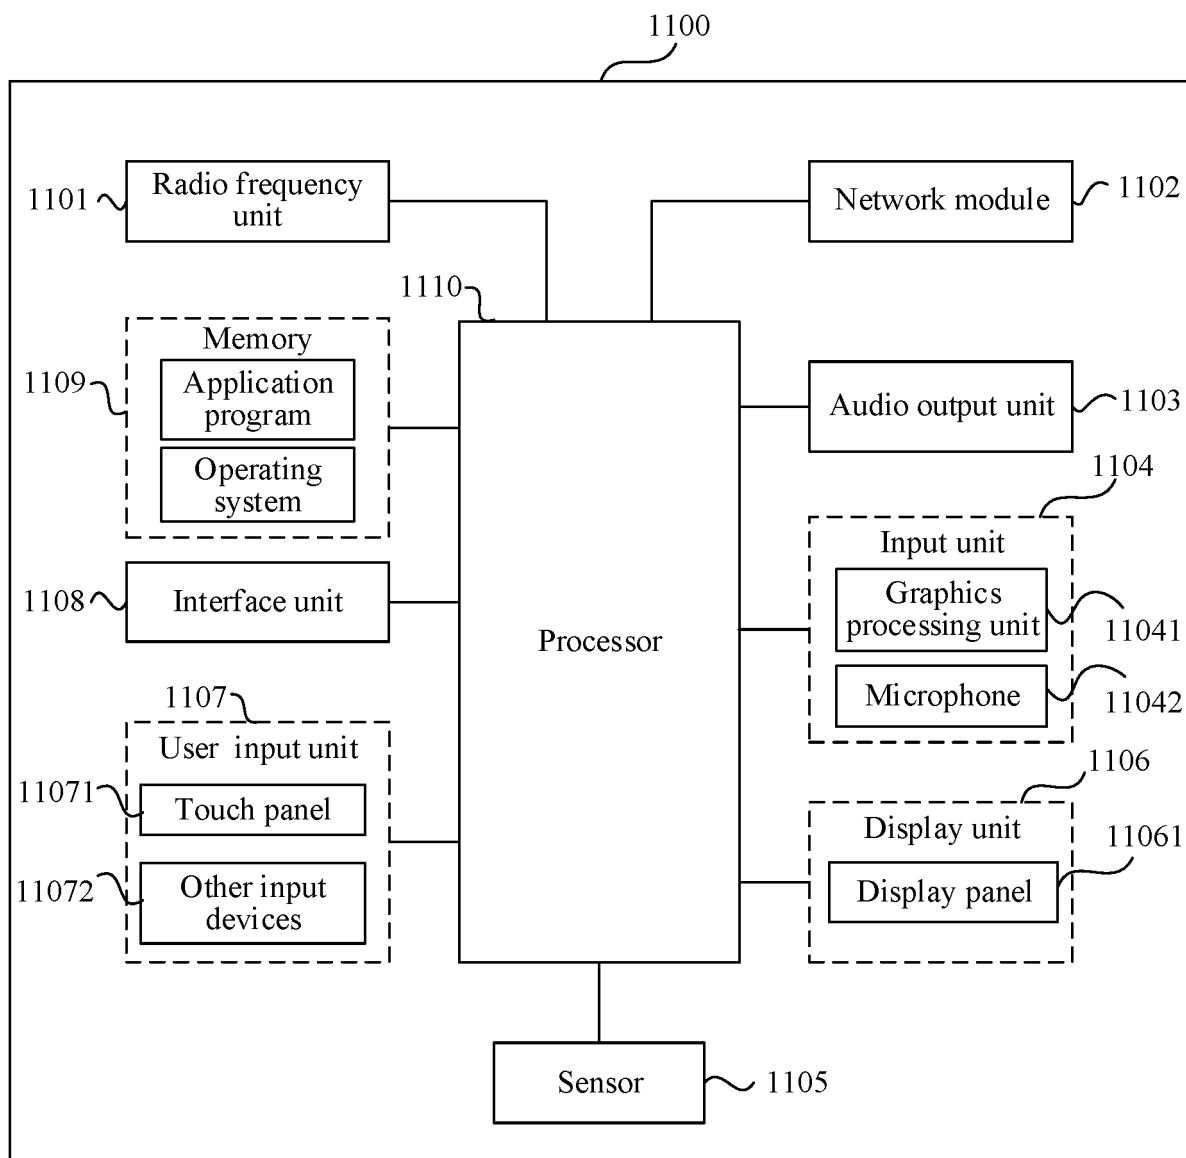 1100
1101
Radio frequency
unit
Network module
1102
1110
Memory
1109
Application
program
Operating
system
Audio output unit
1103
1104
Input unit
Graphics
processing unit
11041
Microphone
11042
1108
Interface unit
Processor
1107
User input unit
11071
Touch panel
11072
Other input
devices
1106
Display unit
11061
Display panel
Sensor
1105